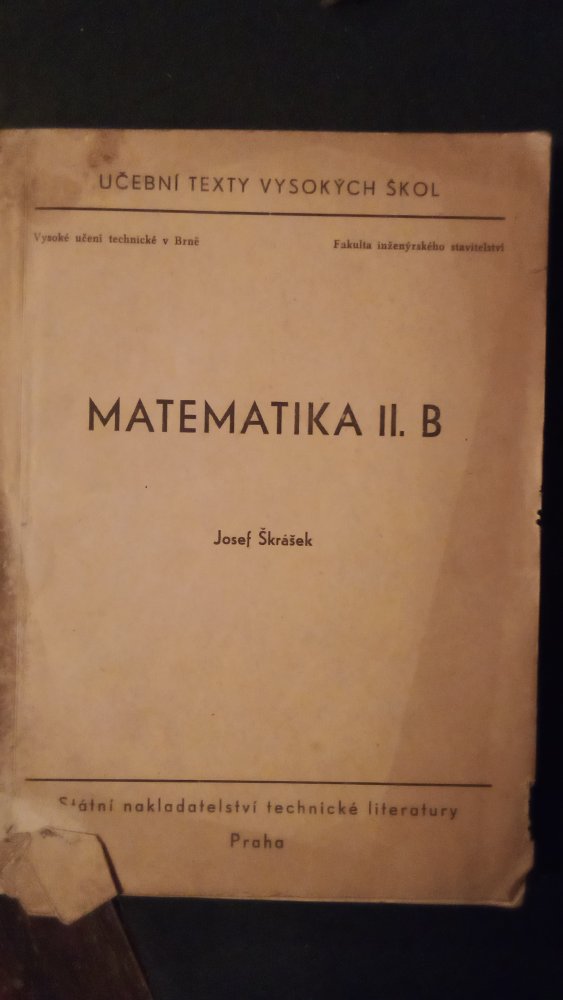 UČEBNÍ TEXTY VYSOKÝCH ŠKOL
Vysoké učení technické v Brně
Fakulta inženýrského stavitelství
MATEMATIKA II. B
Josef Škrášek
Státní nakladatelství technické literatury
Praha